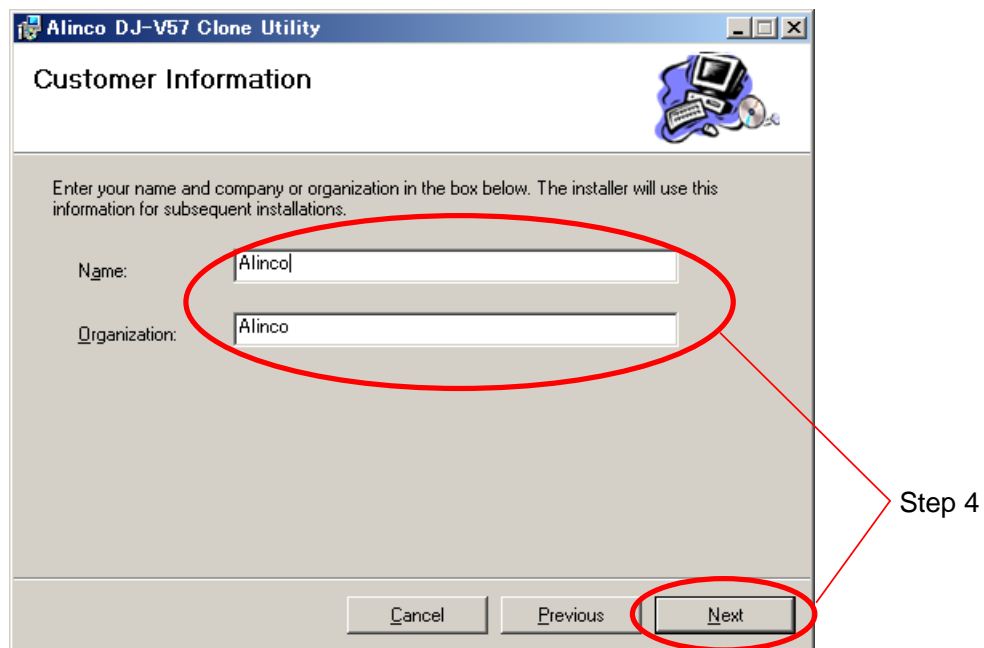 Alinco DJ-V57 Clone Utility
Customer Information
Enter your name and company or organization in the box below. The installer will use this
information for subsequent installations.
Name:
Alinco
Organization:
Alinco
Step 4
Cancel
Previous
Next